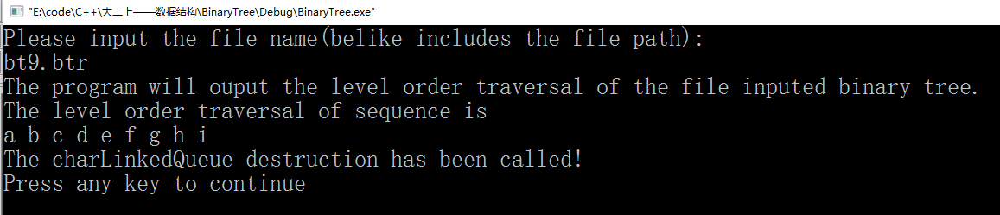 "E:\code\C++\大二上——数据结构\BinaryTree\Debug\BinaryTree.exe"
Please input the file name(belike includes the file path):
bt9.btr
The program will ouput the level order traversal of the file-inputed binary tree.
The level order traversal of sequence is
a b c d e f g h i
The charLinkedQueue destruction has been called!
Press any key to continue